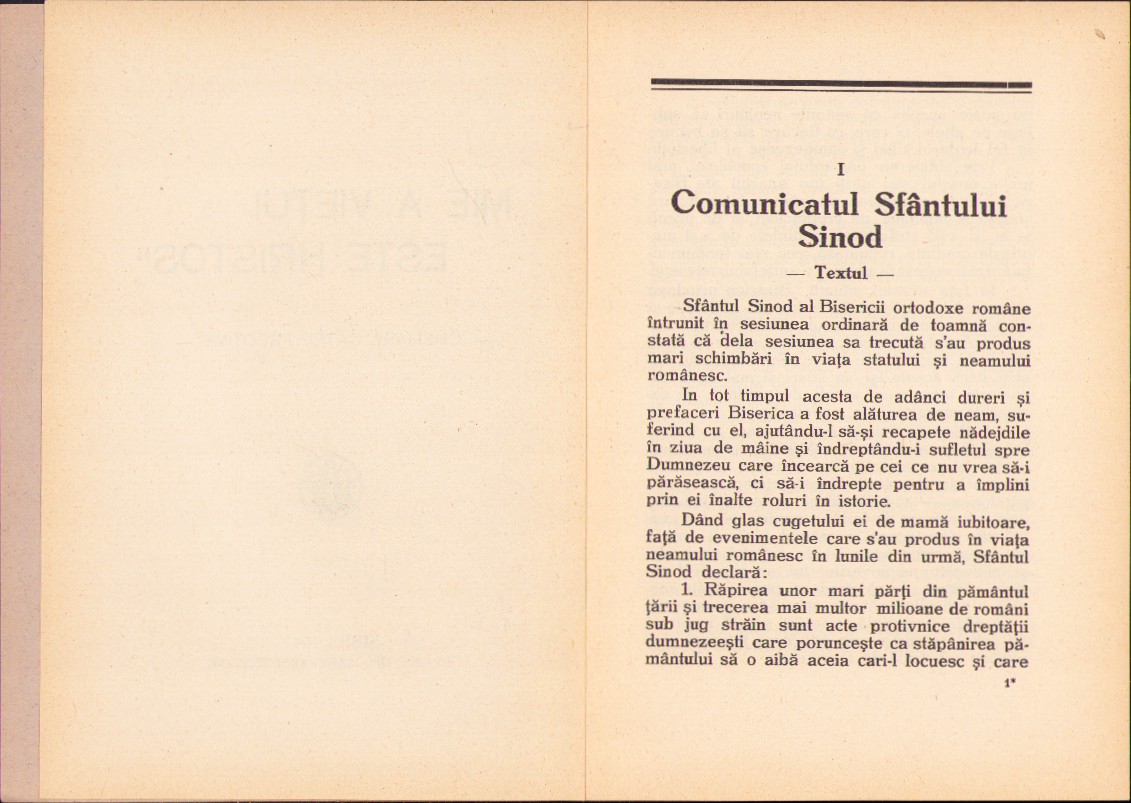 I
Comunicatul Sfântului
Sinod
— Textul —
Sfântul Sinod al Bisericii ortodoxe române
întrunit în sesiunea ordinară de toamnă con-
stată că dela sesiunea sa trecută s'au produs
mari schimbări în viața statului și neamului
românesc.
In tot timpul acesta de adânci dureri și
prefaceri Biserica a fost alăturea de neam, su-
ferind cu el, ajutându-l să-și recapete nădejdile
în ziua de mâine și îndreptându-i sufletul spre
Dumnezeu care încearcă pe cei ce nu vrea să-i
părăsească, ci să-i îndrepte pentru a împlini
prin ei înalte roluri în istorie.
Dând glas cugetului ei de mamă iubitoare,
față de evenimentele care s'au produs în viața
neamului românesc în lunile din urmă, Sfântul
Sinod declară:
1. Răpirea unor mari părți din pământul
țării și trecerea mai multor milioane de români
sub jug străin sunt acte protivnice dreptății
dumnezeești care poruncește ca stăpânirea pă-
mântului să o aibă aceia cari-l locuesc și care
1*